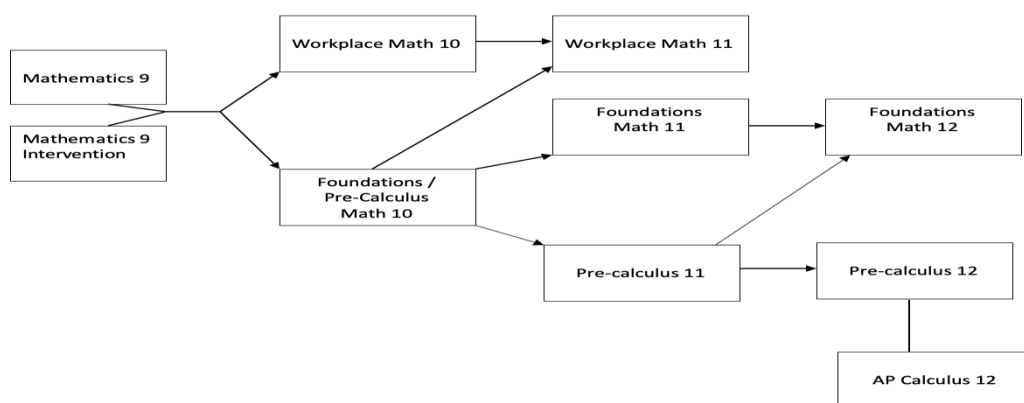 Workplace Math 10
Workplace Math 11
Mathematics 9
Mathematics 9
Intervention
Foundations
Math 11
Foundations
Math 12
Foundations /
Pre-Calculus
Math 10
Pre-calculus 11
Pre-calculus 12
AP Calculus 12